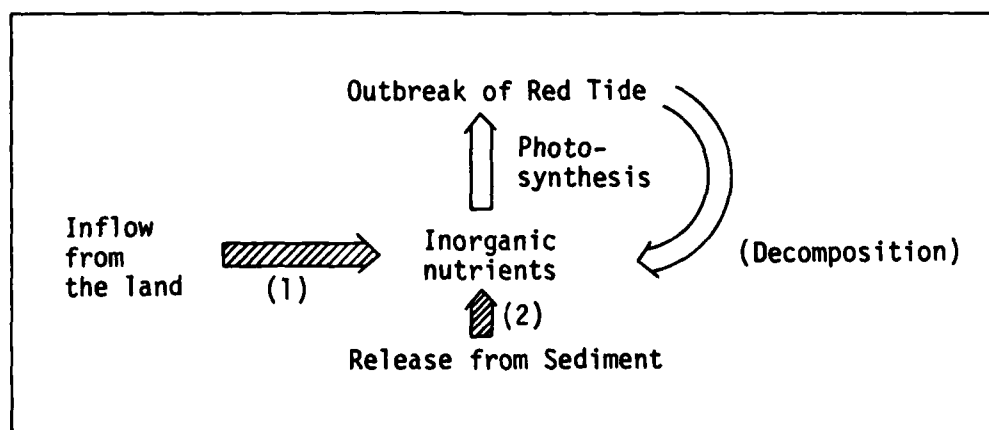 Outbreak of Red Tide
Photo-
synthesis
Inflow
from
the land
(1)
Inorganic
nutrients
(Decomposition)
(2)
Release from Sediment